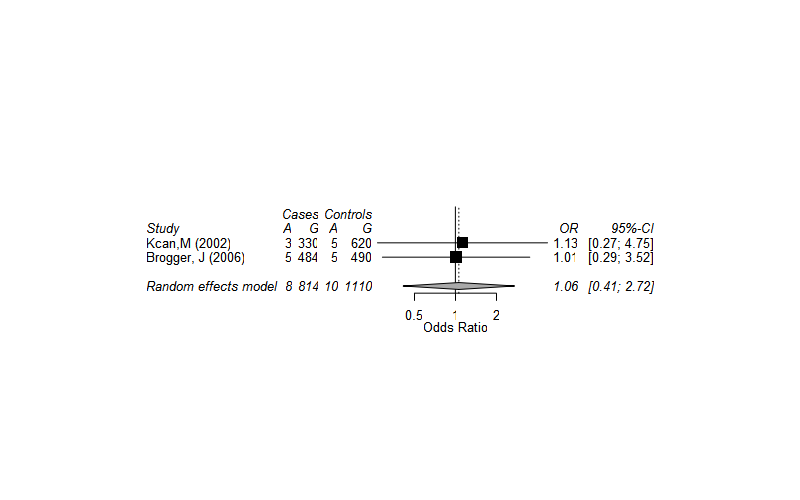 Cases Controls
Study A G A G OR 95%-CI
Kcan,M (2002) 3 330 5 620 1.13 [0.27; 4.75]
Brogger, J (2006) 5 484 5 490 1.01 [0.29; 3.52]
Random effects model 8 814 10 1110 1.06 [0.41; 2.72]
0.5 1 2
Odds Ratio